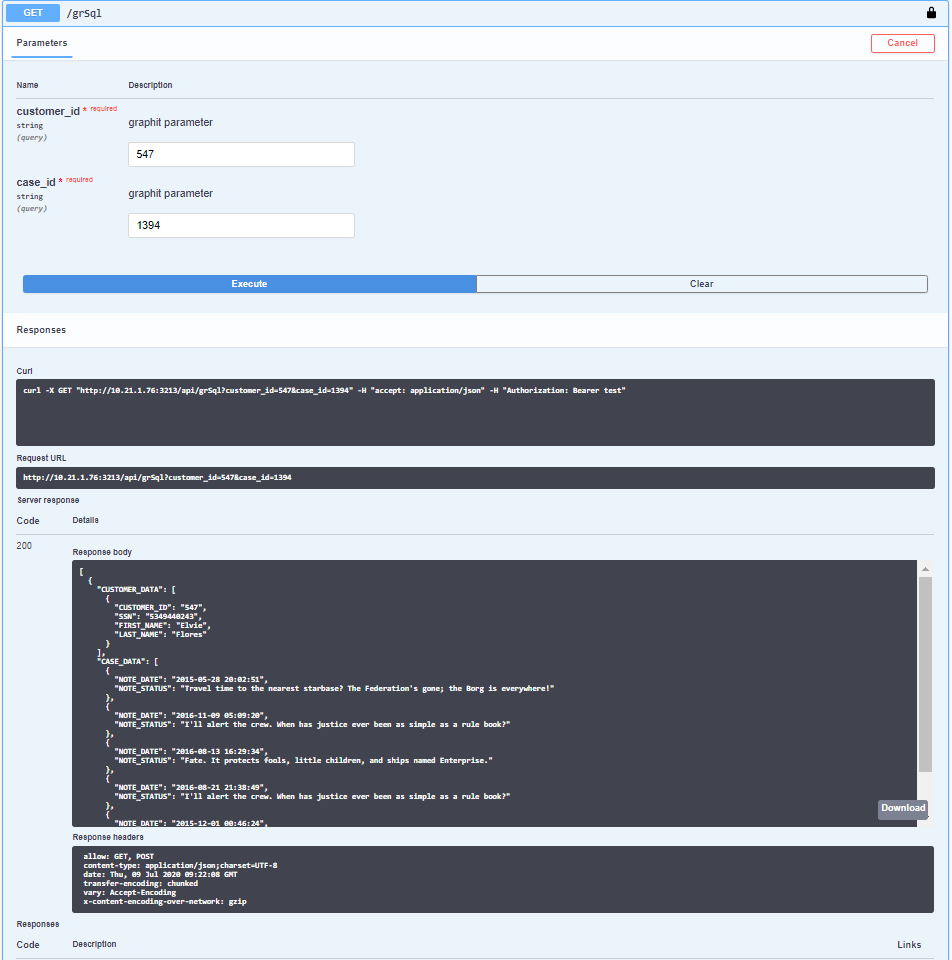 GET /grSql
Parameters
Cancel
Name Description
customer_id * required
string
(query)
graphit parameter
547
case_id * required
string
(query)
graphit parameter
1394
Execute
Clear
Responses
Curl
curl -X GET "http://10.21.1.76:3213/api/grSql?customer_id=547&case_id=1394" -H "accept: application/json" -H "Authorization: Bearer test"
Request URL
http://10.21.1.76:3213/api/grSql?customer_id=547&case_id=1394
Server response
Code Details
200
Response body
[
{
"CUSTOMER_DATA": [
{
"CUSTOMER_ID": "547",
"SSN": "5349440243",
"FIRST_NAME": "Elvie",
"LAST_NAME": "Flores"
}
],
"CASE_DATA": [
{
"NOTE_DATE": "2015-05-28 20:02:51",
"NOTE_STATUS": "Travel time to the nearest starbase? The Federation's gone; the Borg is everywhere!"
},
{
"NOTE_DATE": "2016-11-09 05:09:20",
"NOTE_STATUS": "I'll alert the crew. When has justice ever been as simple as a rule book?"
},
{
"NOTE_DATE": "2016-08-13 16:29:34",
"NOTE_STATUS": "Fate. It protects fools, little children, and ships named Enterprise."
},
{
"NOTE_DATE": "2016-08-21 21:38:49",
"NOTE_STATUS": "I'll alert the crew. When has justice ever been as simple as a rule book?"
},
{
"NOTE_DATE": "2015-12-01 00:46:24",
Download
Response headers
allow: GET, POST
content-type: application/json;charset=UTF-8
date: Thu, 09 Jul 2020 09:22:08 GMT
transfer-encoding: chunked
vary: Accept-Encoding
x-content-encoding-over-network: gzip
Responses
Code Description Links